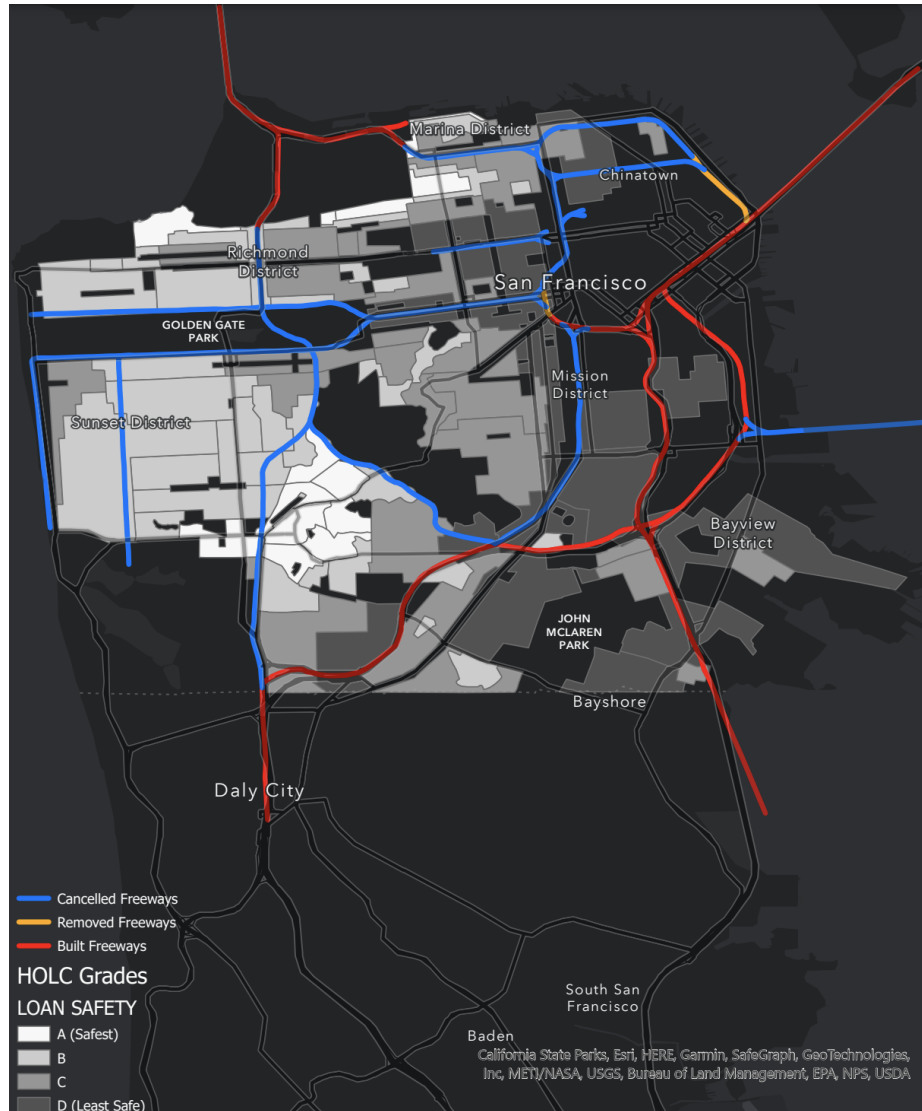 Marina District
Chinatown
Richmond
District
San Francisco
GOLDEN GATE
PARK
Mission
District
Sunset District
Bayview
District
JOHN
MCLAREN
PARK
Bayshore
Daly City
Cancelled Freeways
Removed Freeways
Built Freeways
HOLC Grades
LOAN SAFETY
A (Safest)
B
C
D (Least Safe)
South San
Francisco
Baden
California State Parks, Esri, HERE, Garmin, SafeGraph, GeoTechnologies,
Inc, METI/NASA, USGS, Bureau of Land Management, EPA, NPS, USDA